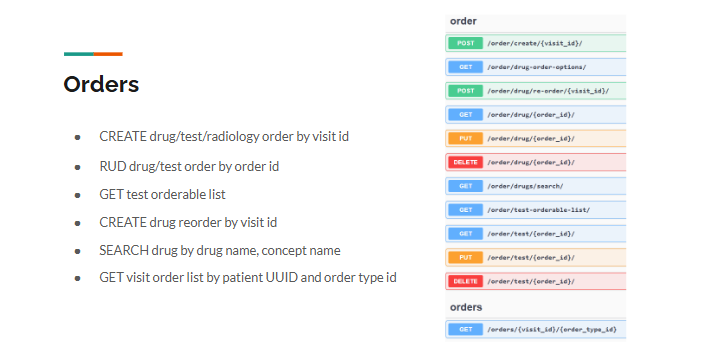 Orders
CREATE drug/test/radiology order by visit id
RUD drug/test order by order id
GET test orderable list
CREATE drug reorder by visit id
SEARCH drug by drug name, concept name
GET visit order list by patient UUID and order type id
order
POST /order/create/{visit_id}/
GET /order/drug-order-options/
POST /order/drug/re-order/{visit_id}/
GET /order/drug/{order_id}/
PUT /order/drug/{order_id}/
DELETE /order/drug/{order_id}/
GET /order/drugs/search/
GET /order/test-orderable-list/
GET /order/test/{order_id}/
PUT /order/test/{order_id}/
DELETE /order/test/{order_id}/
orders
GET /orders/{visit_id}/{order_type_id}